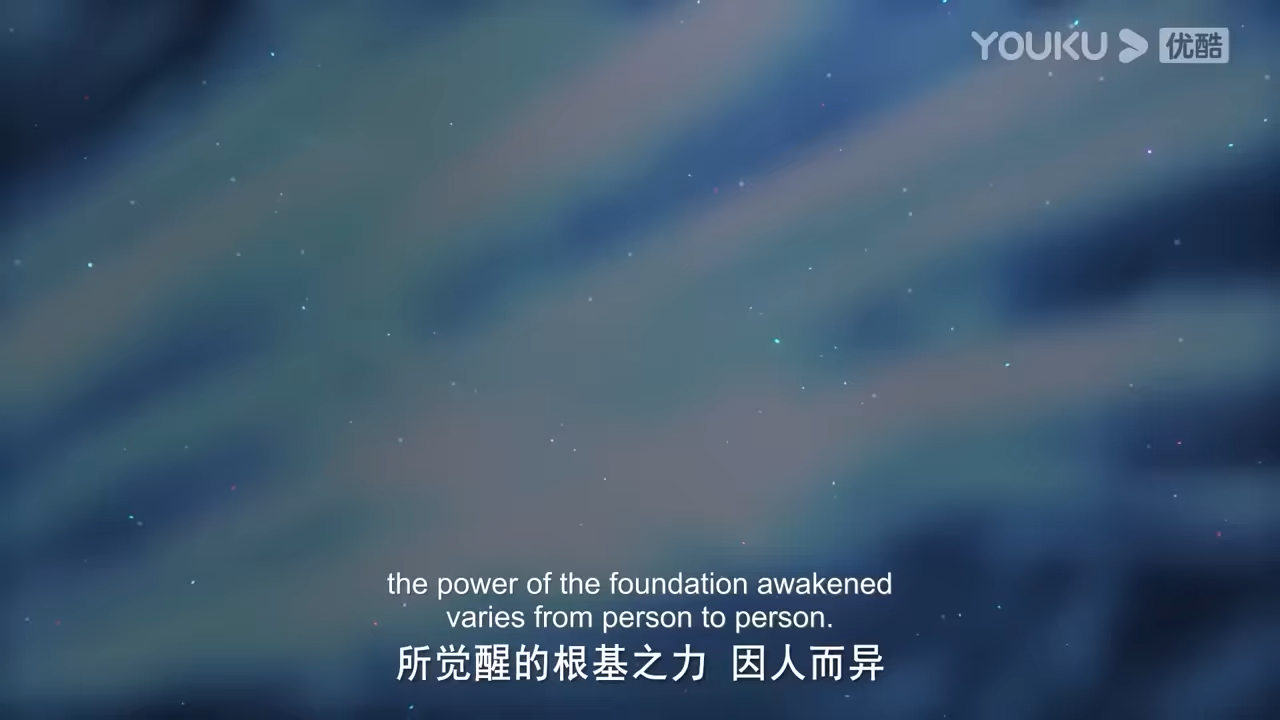 YOUKU 优酷
the power of the foundation awakened
varies from person to person.
所觉醒的根基之力 因人而异